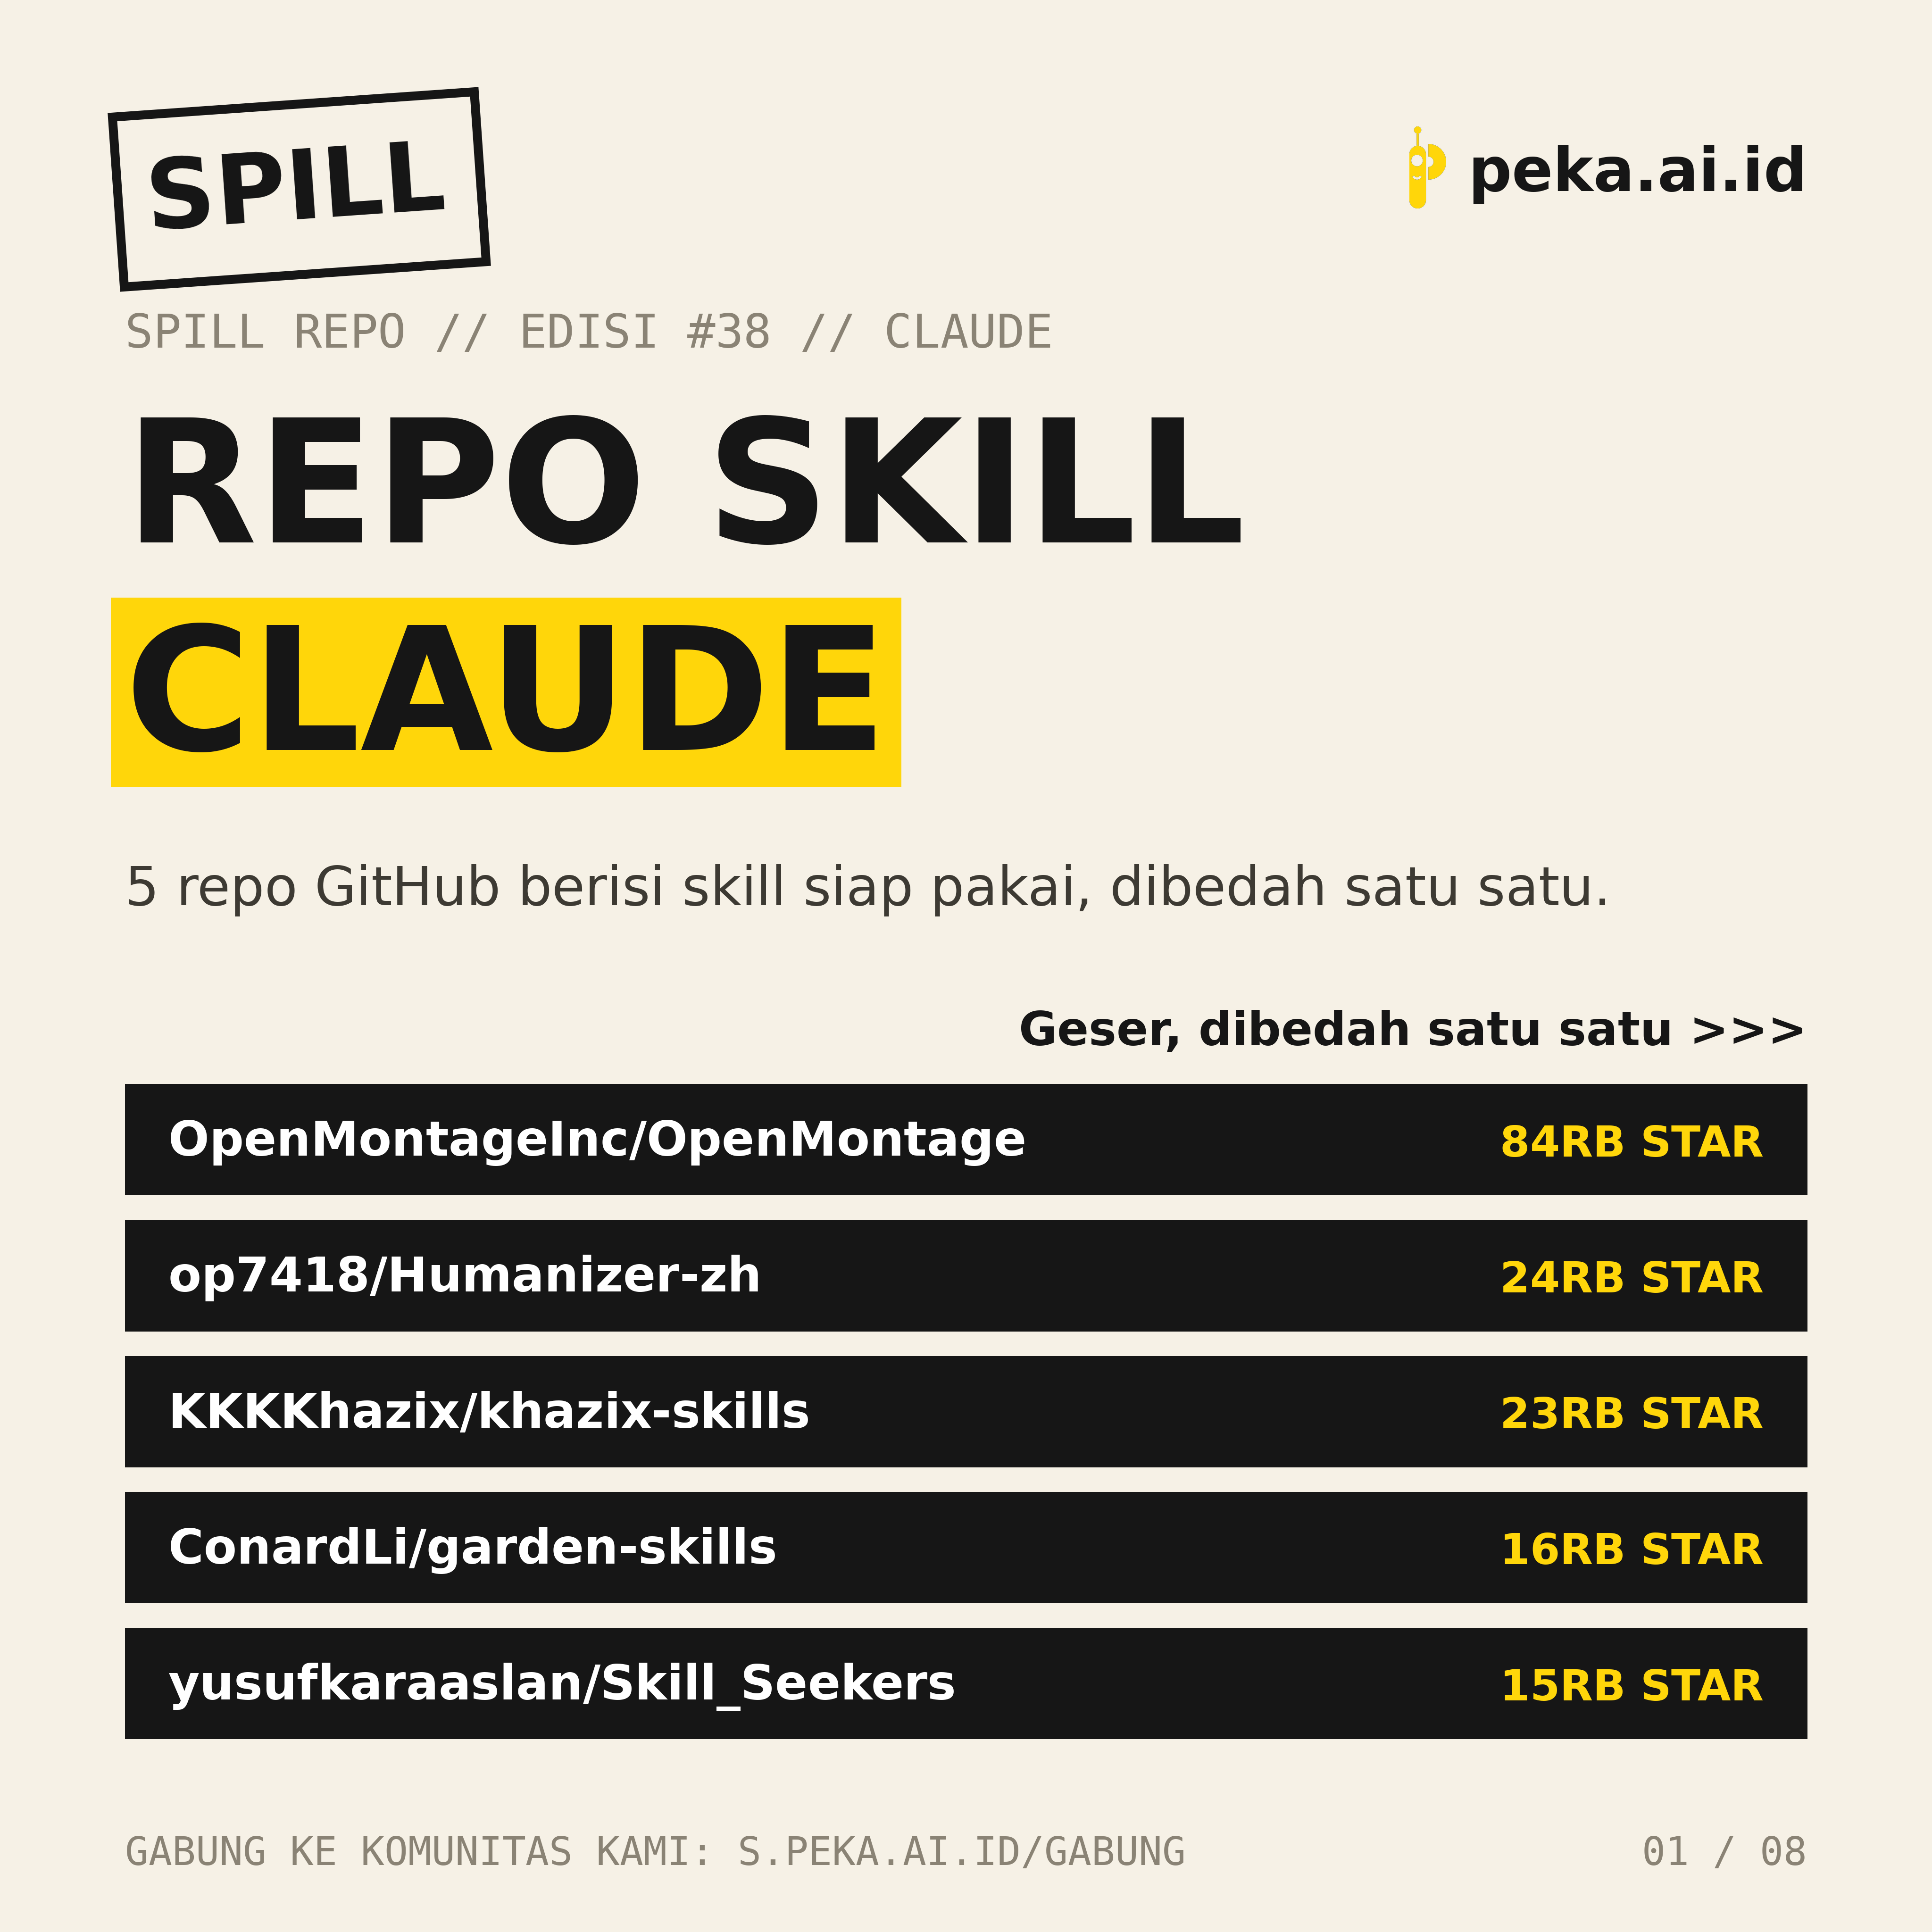 SPILL
peka.ai.id
SPILL REPO // EDISI #38 // CLAUDE
REPO SKILL
CLAUDE
5 repo GitHub berisi skill siap pakai, dibedah satu satu.
Geser, dibedah satu satu >>>
OpenMontageInc/OpenMontage 84RB STAR
op7418/Humanizer-zh 24RB STAR
KKKKhazix/khazix-skills 23RB STAR
ConardLi/garden-skills 16RB STAR
yusufkaraaslan/Skill_Seekers 15RB STAR
GABUNG KE KOMUNITAS KAMI: S.PEKA.AI.ID/GABUNG 01 / 08